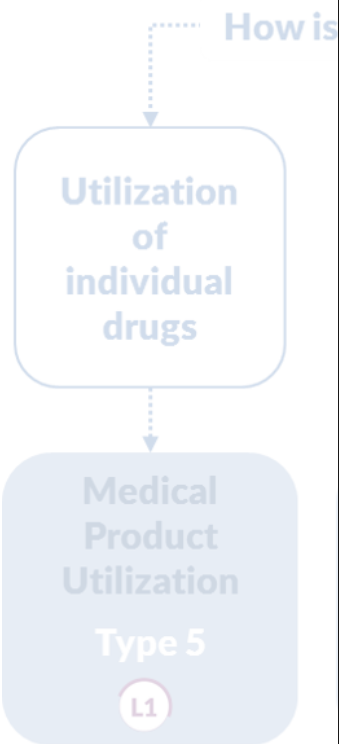 How is
Utilization
of
individual
drugs
Medical
Product
Utilization
Type 5
L1